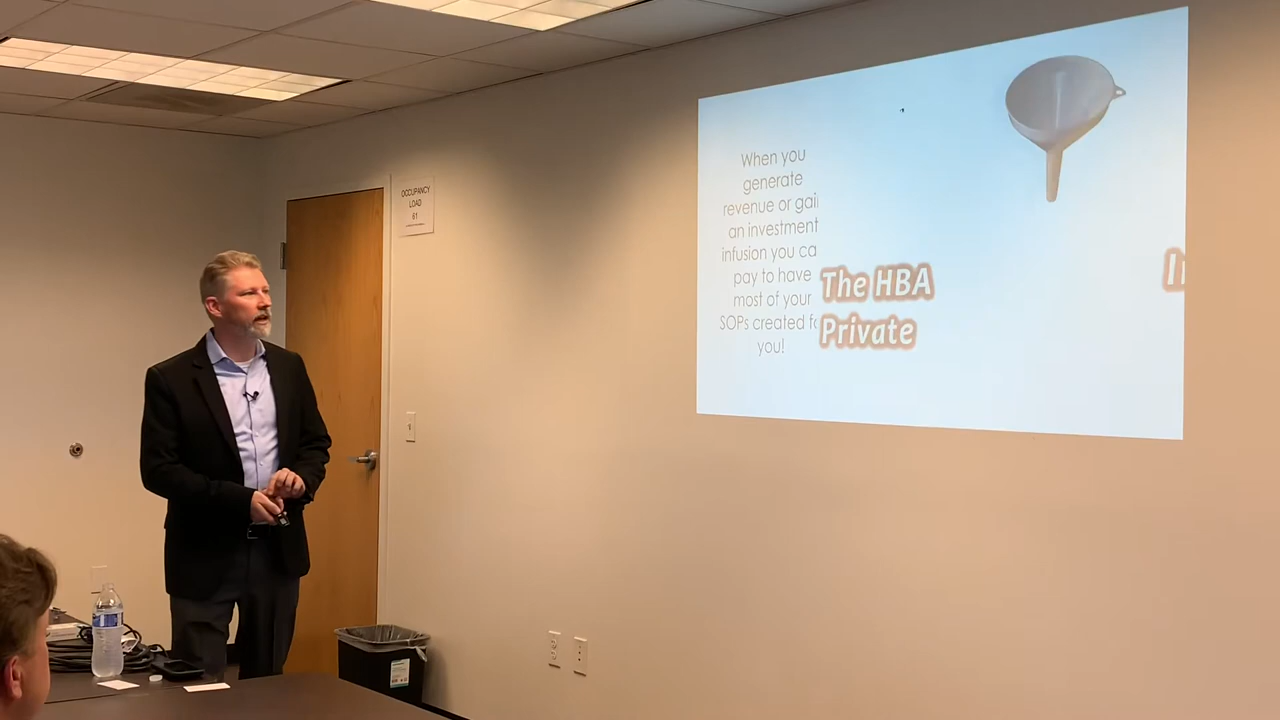 OCCUPANCY
LOAD
61
When you
generate
revenue or gai
an investment
infusion you ca
pay to have
most of your
SOPs created fo
you!
The HBA
Private